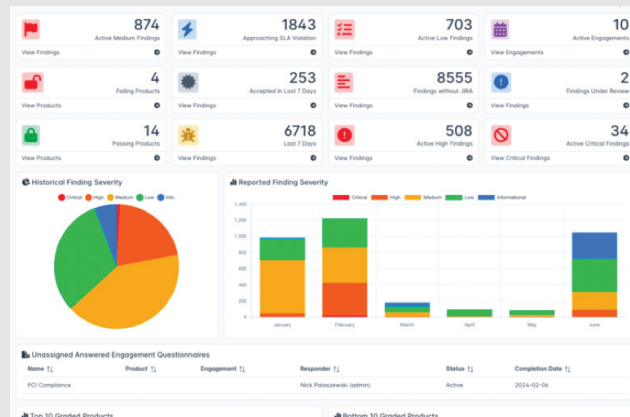 874
Active Medium Findings
View Findings
1843
Approaching SLA Violation
View Findings
703
Active Low Findings
View Findings
10
Active Engagements
View Engagements
4
Failing Products
View Products
253
Accepted In Last 7 Days
View Findings
8555
Findings without JIRA
View Findings
2
Findings Under Review
View Findings
14
Passing Products
View Products
6718
Last 7 Days
View Findings
508
Active High Findings
View Findings
34
Active Critical Findings
View Critical Findings
Historical Finding Severity
Critical High Medium Low Info
Reported Finding Severity
Critical High Medium Low Informational
1,400
1,200
1,000
800
600
400
200
0
January February March April May June
Unassigned Answered Engagement Questionnaires
Name Product Engagement Responder Status Completion Date
PCI Compliance Nick Paloszewski (admin) Active 2024-02-06
Top 10 Graded Products
Bottom 10 Graded Products